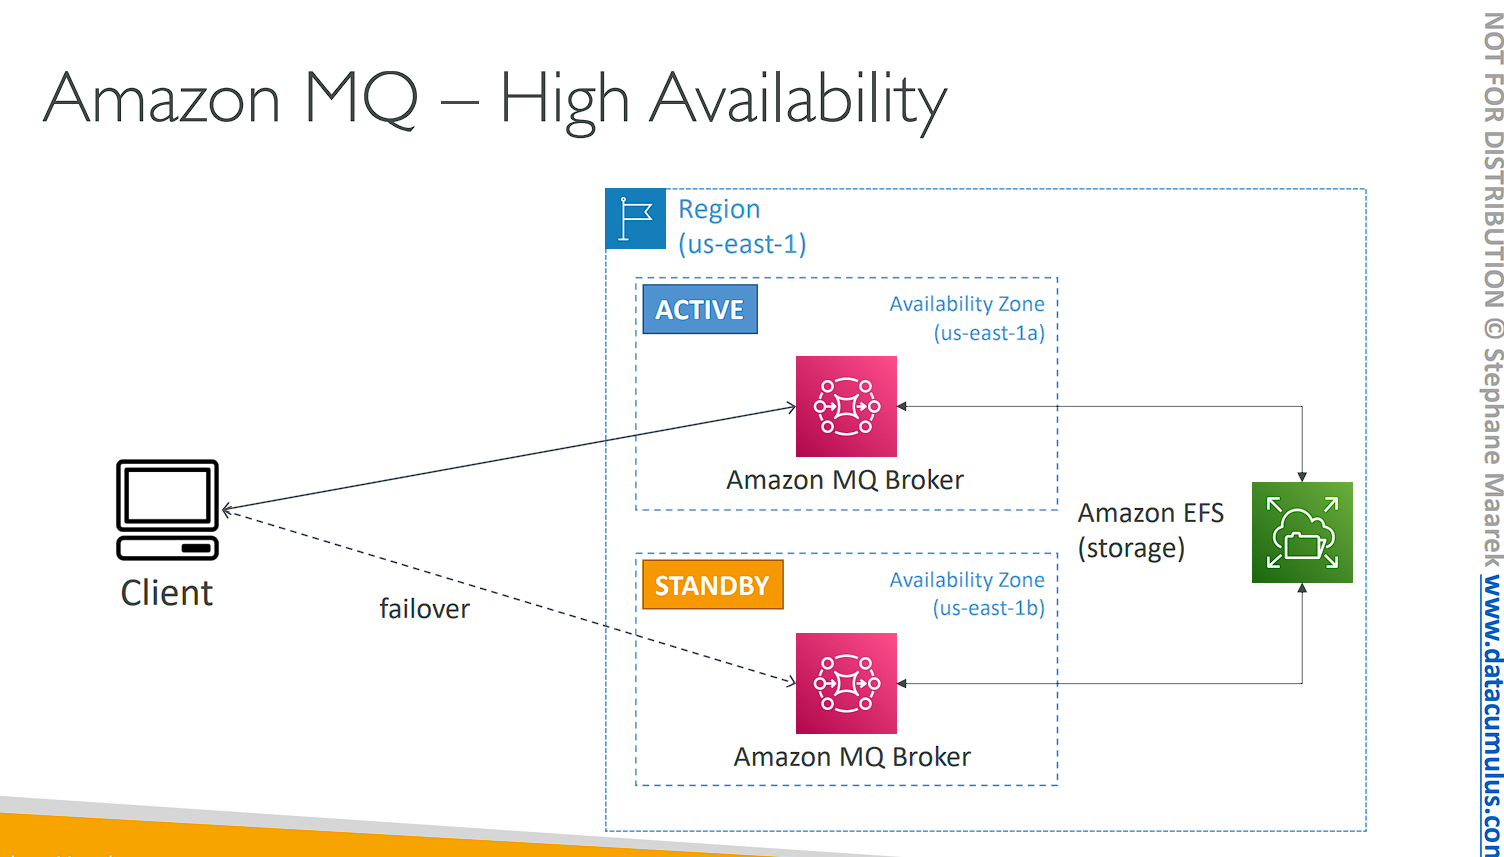 Amazon MQ – High Availability
Region
(us-east-1)
ACTIVE
Availability Zone
(us-east-1a)
Amazon MQ Broker
Amazon EFS
(storage)
Client
failover
STANDBY
Availability Zone
(us-east-1b)
Amazon MQ Broker
NOT FOR DISTRIBUTION © Stephane Maarek www.datacumulus.com